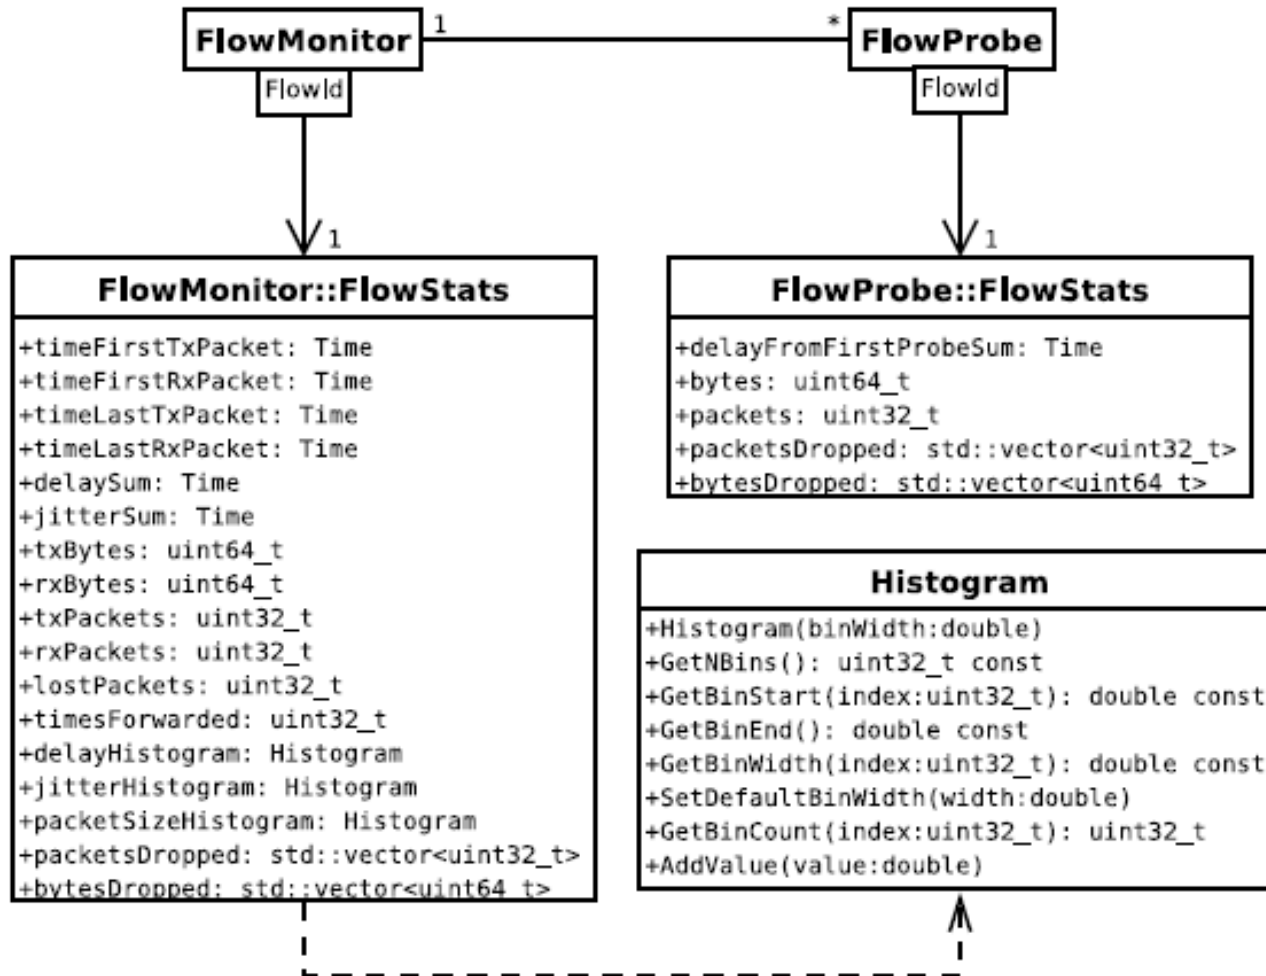 FlowMonitor
1
*
FlowProbe
FlowId
FlowId
1
1
FlowMonitor::FlowStats
+timeFirstTxPacket: Time
+timeFirstRxPacket: Time
+timeLastTxPacket: Time
+timeLastRxPacket: Time
+delaySum: Time
+jitterSum: Time
+txBytes: uint64_t
+rxBytes: uint64_t
+txPackets: uint32_t
+rxPackets: uint32_t
+lostPackets: uint32_t
+timesForwarded: uint32_t
+delayHistogram: Histogram
+jitterHistogram: Histogram
+packetSizeHistogram: Histogram
+packetsDropped: std::vector<uint32_t>
+bytesDropped: std::vector<uint64_t>
FlowProbe::FlowStats
+delayFromFirstProbeSum: Time
+bytes: uint64_t
+packets: uint32_t
+packetsDropped: std::vector<uint32_t>
+bytesDropped: std::vector<uint64_t>
Histogram
+Histogram(binWidth:double)
+GetNBins(): uint32_t const
+GetBinStart(index:uint32_t): double const
+GetBinEnd(): double const
+GetBinWidth(index:uint32_t): double const
+SetDefaultBinWidth(width:double)
+GetBinCount(index:uint32_t): uint32_t
+AddValue(value:double)